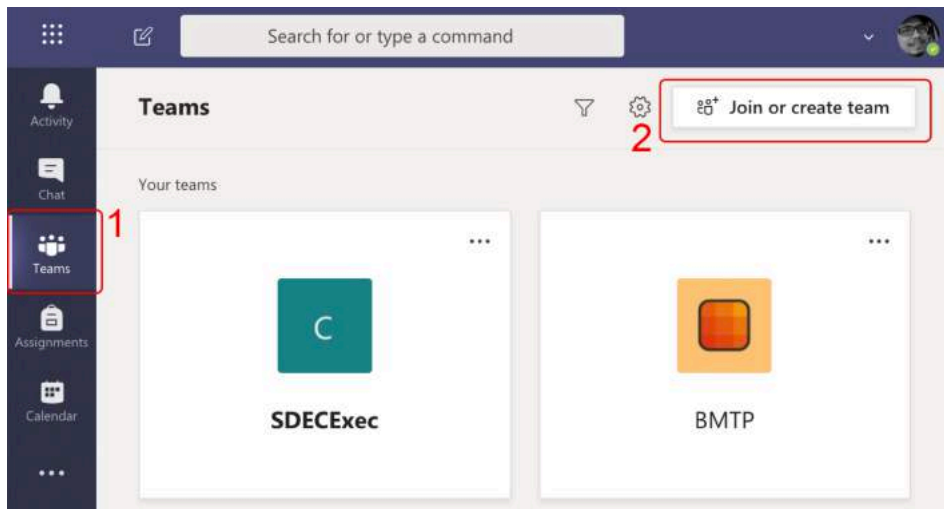 Search for or type a command
Activity
Chat
Teams
Assignments
Calendar
Teams
Join or create team
1
2
Your teams
C
SDECExec
BMTP